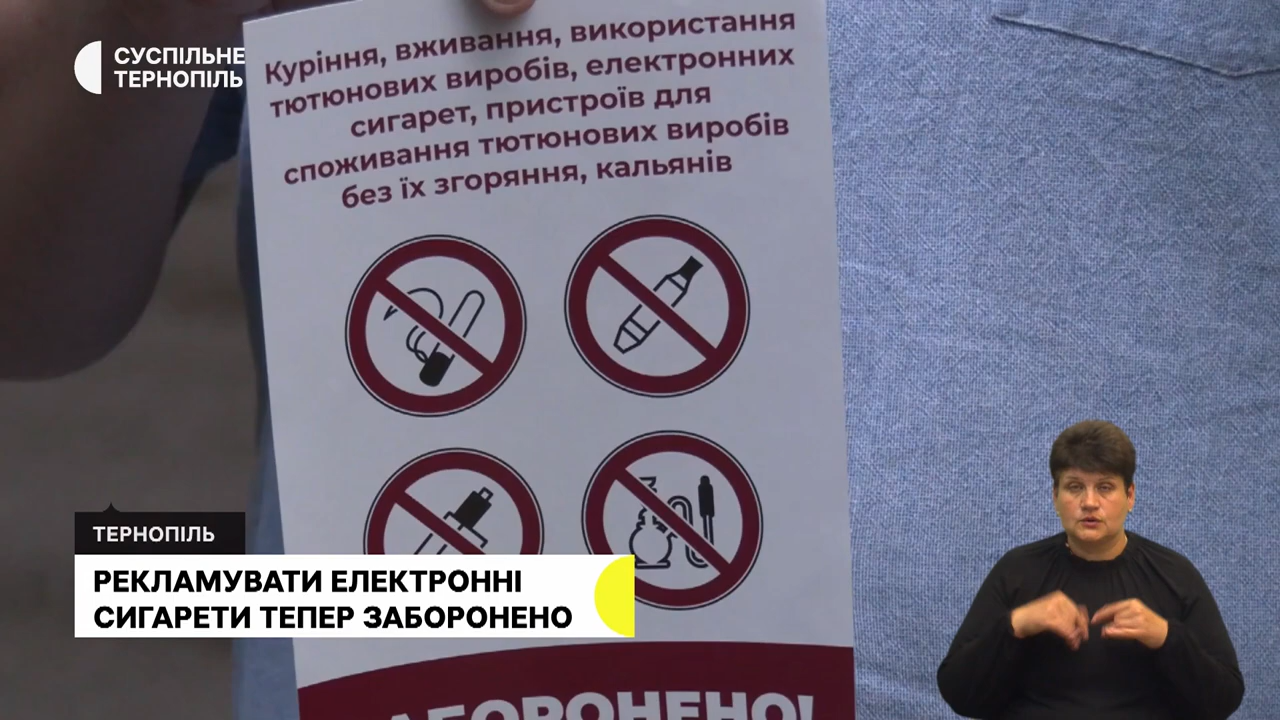 СУСПІЛЬНЕ
ТЕРНОПІЛЬ
Куріння, вживання, використання
тютюнових виробів, електронних
сигарет, пристроїв для
споживання тютюнових виробів
без їх згоряння, кальянів
ТЕРНОПІЛЬ
РЕКЛАМУВАТИ ЕЛЕКТРОННІ
СИГАРЕТИ ТЕПЕР ЗАБОРОНЕНО
АБОРОНЕНО!